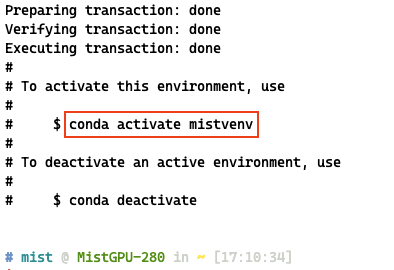 Preparing transaction: done
Verifying transaction: done
Executing transaction: done
#
# To activate this environment, use
#
#     $ conda activate mistvenv
#
# To deactivate an active environment, use
#
#     $ conda deactivate
# mist @ MistGPU-280 in ~ [17:10:34]